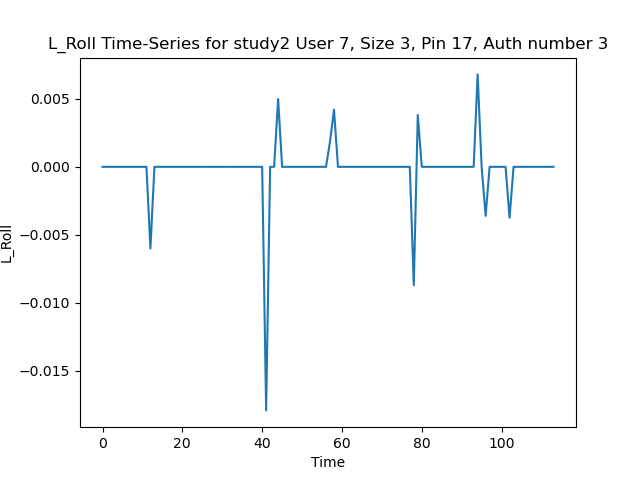 L_Roll Time-Series for study2 User 7, Size 3, Pin 17, Auth number 3
0.005
0.000
−0.005
−0.010
−0.015
L_Roll
0 20 40 60 80 100
Time